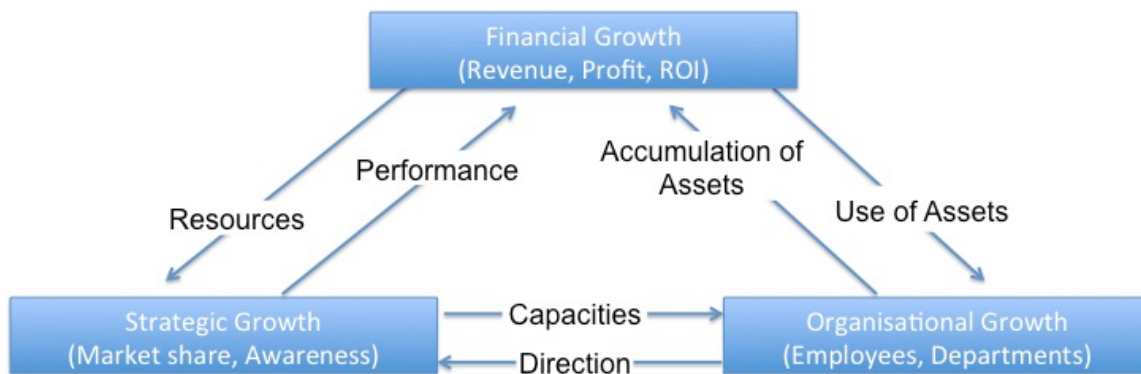 Financial Growth
(Revenue, Profit, ROI)
Performance
Accumulation of
Assets
Resources
Use of Assets
Strategic Growth
(Market share, Awareness)
Capacities
Direction
Organisational Growth
(Employees, Departments)